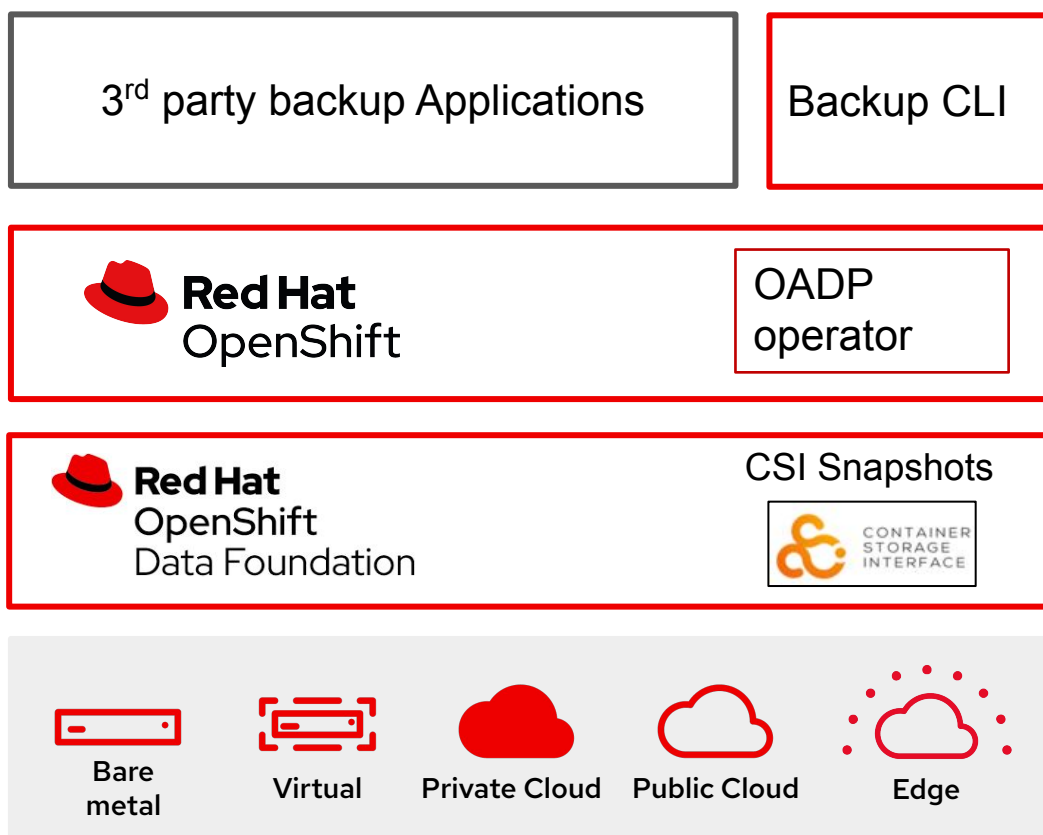 3rd party backup Applications
Backup CLI
Red Hat
OpenShift
OADP
operator
Red Hat
OpenShift
Data Foundation
CSI Snapshots
CONTAINER
STORAGE
INTERFACE
Bare
metal
Virtual
Private Cloud
Public Cloud
Edge